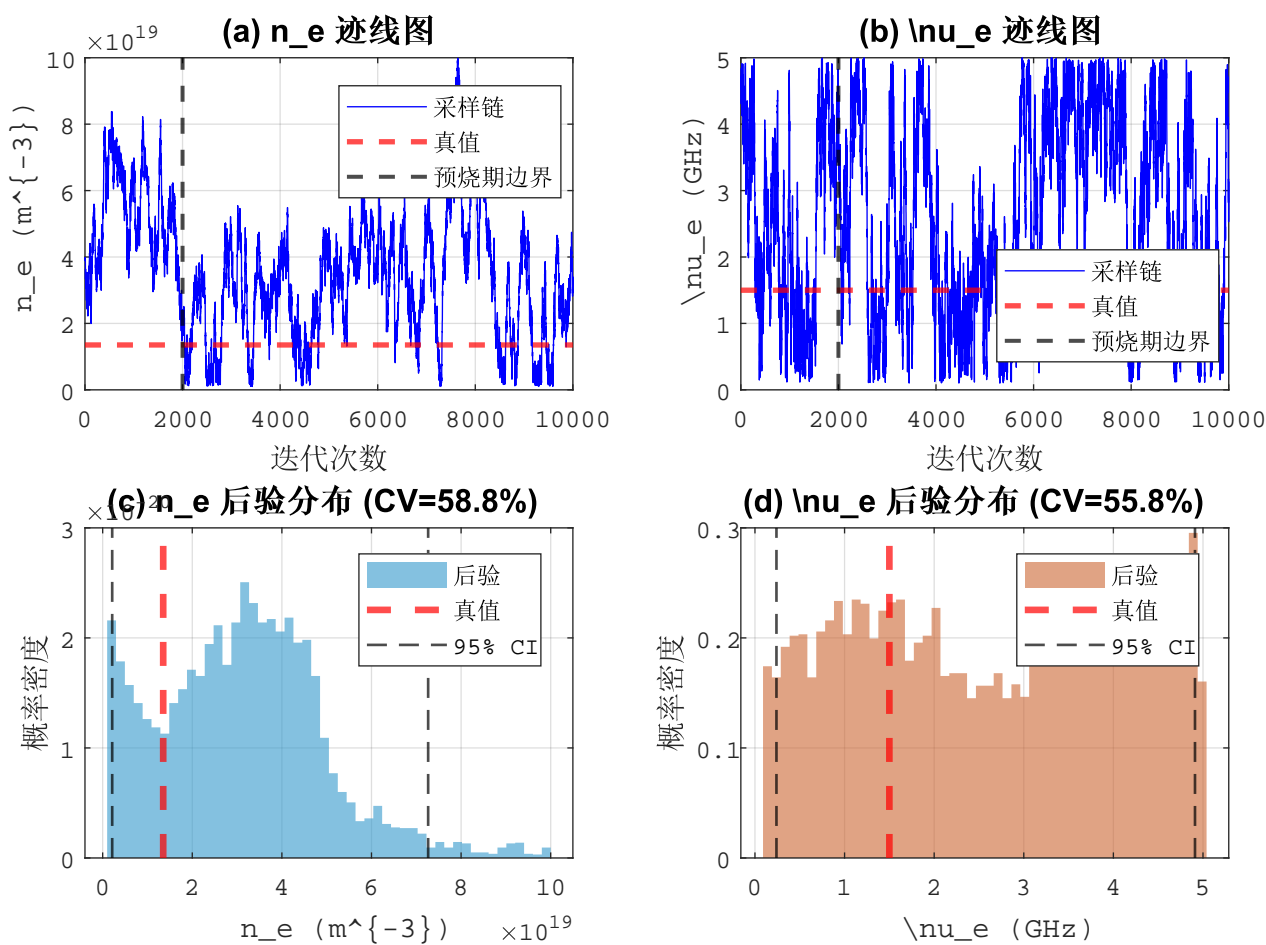 (a) n_e 迹线图
×10^19
10
8
6
4
2
0
n_e (m^{-3})
采样链
真值
预烧期边界
0 2000 4000 6000 8000 10000
迭代次数
(b) \nu_e 迹线图
5
4
3
2
1
0
\nu_e (GHz)
采样链
真值
预烧期边界
0 2000 4000 6000 8000 10000
迭代次数
(c) n_e 后验分布 (CV=58.8%)
3
2
1
0
概率密度
后验
真值
95% CI
0 2 4 6 8 10
n_e (m^{-3})
×10^19
(d) \nu_e 后验分布 (CV=55.8%)
0.3
0.2
0.1
0
概率密度
后验
真值
95% CI
0 1 2 3 4 5
\nu_e (GHz)